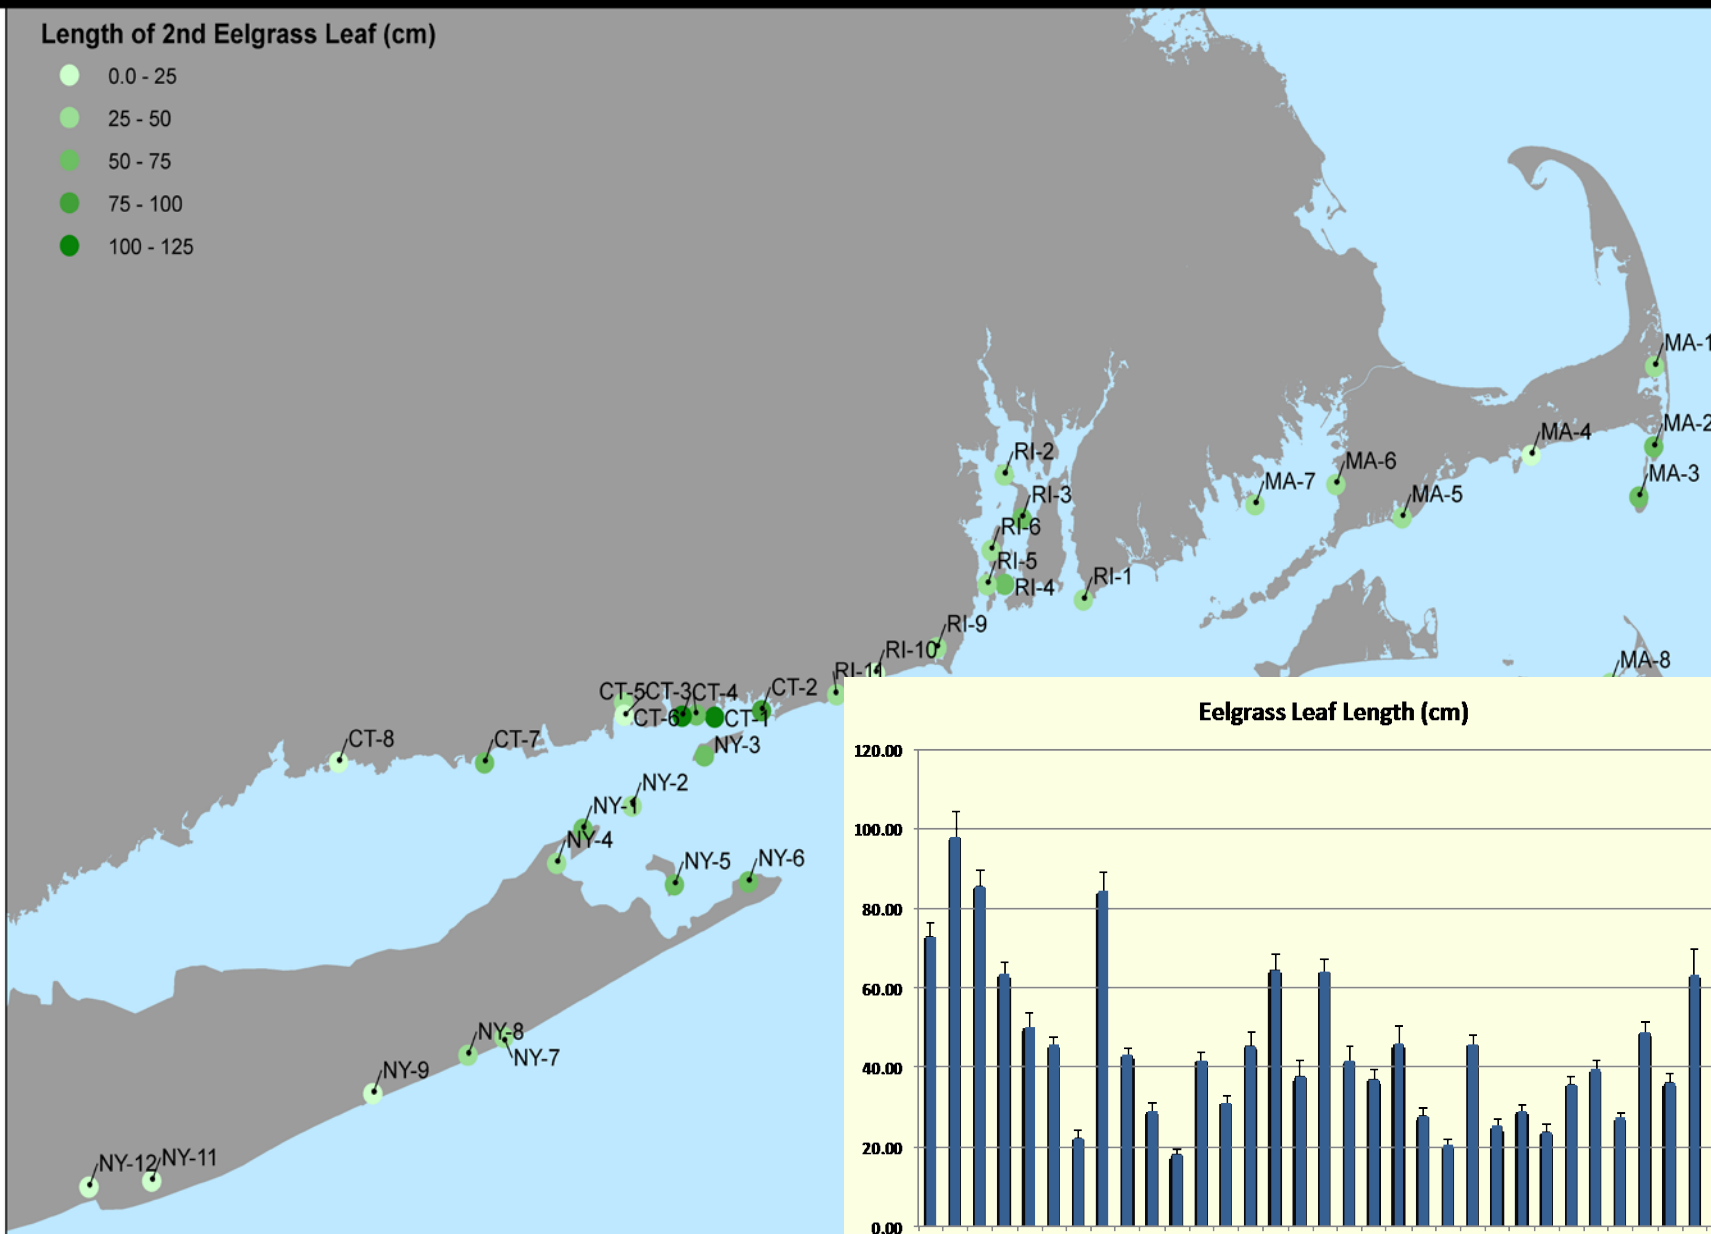 Length of 2nd Eelgrass Leaf (cm)
0.0 - 25
25 - 50
50 - 75
75 - 100
100 - 125
MA-1
MA-2
MA-4
MA-3
MA-6
MA-7
MA-5
RI-2
RI-3
RI-6
RI-5
RI-4
RI-1
RI-9
RI-10
RI-11
MA-8
CT-5
CT-3
CT-4
CT-2
CT-6
CT-1
CT-8
CT-7
NY-3
NY-2
NY-1
NY-4
NY-5
NY-6
NY-8
NY-7
NY-9
NY-12
NY-11
Eelgrass Leaf Length (cm)
120.00
100.00
80.00
60.00
40.00
20.00
0.00